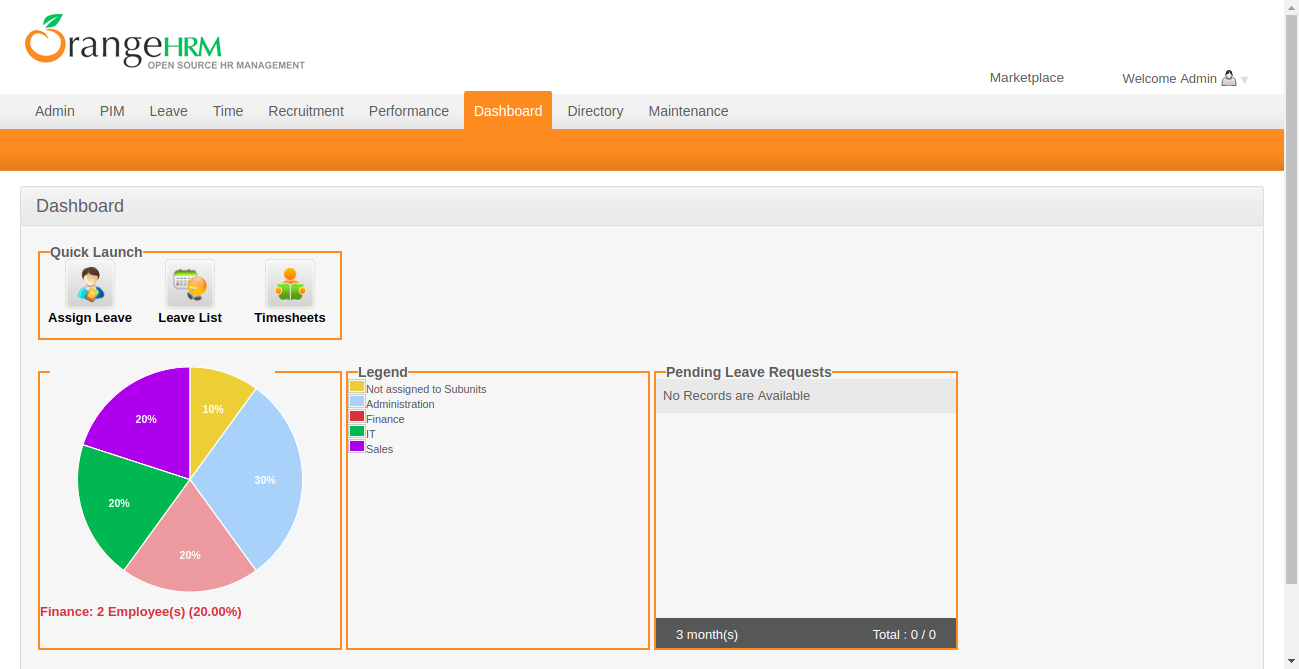 OrangeHRM
OPEN SOURCE HR MANAGEMENT
Marketplace
Welcome Admin
Admin PIM Leave Time Recruitment Performance Dashboard Directory Maintenance
Dashboard
Quick Launch
Assign Leave Leave List Timesheets
10%
20%
30%
20%
20%
Finance: 2 Employee(s) (20.00%)
Legend
Not assigned to Subunits
Administration
Finance
IT
Sales
Pending Leave Requests
No Records are Available
3 month(s) Total : 0 / 0